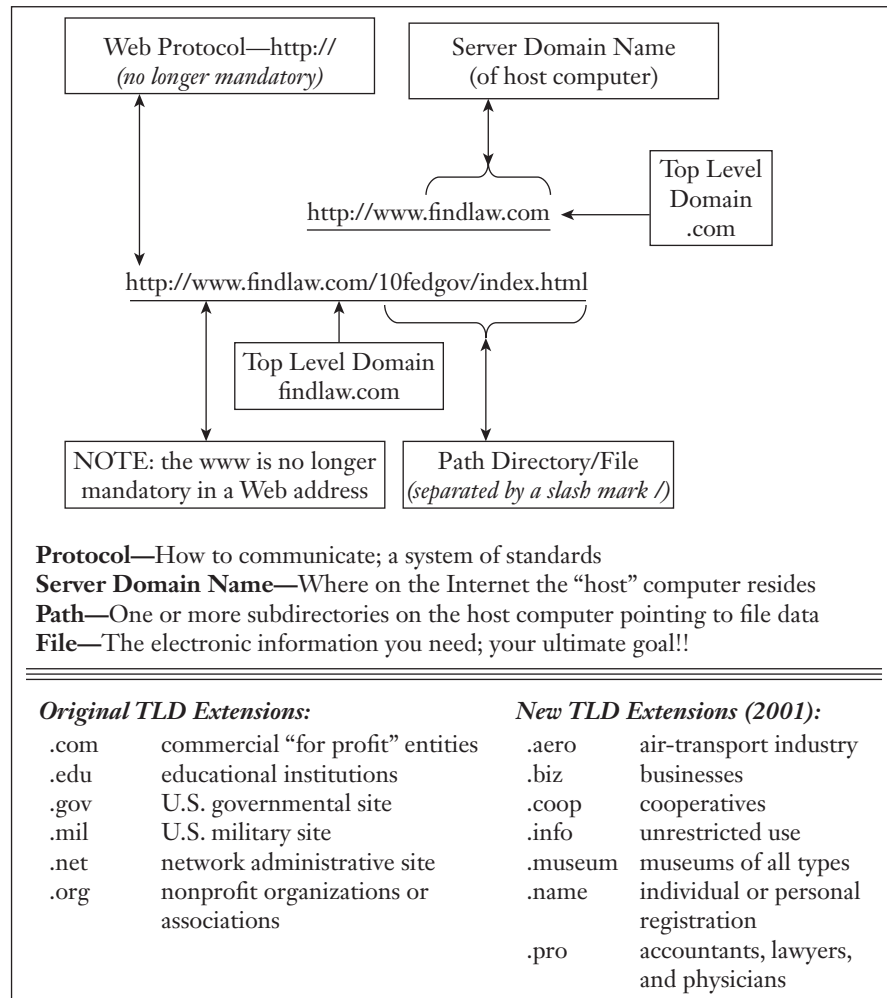 Web Protocol—http://
(no longer mandatory)
Server Domain Name
(of host computer)
Top Level
Domain
.com
http://www.findlaw.com
http://www.findlaw.com/10fedgov/index.html
Top Level Domain
findlaw.com
NOTE: the www is no longer
mandatory in a Web address
Path Directory/File
(separated by a slash mark /)
Protocol—How to communicate; a system of standards
Server Domain Name—Where on the Internet the “host” computer resides
Path—One or more subdirectories on the host computer pointing to file data
File—The electronic information you need; your ultimate goal!!
Original TLD Extensions:
.com commercial “for profit” entities
.edu educational institutions
.gov U.S. governmental site
.mil U.S. military site
.net network administrative site
.org nonprofit organizations or
associations
New TLD Extensions (2001):
.aero air-transport industry
.biz businesses
.coop cooperatives
.info unrestricted use
.museum museums of all types
.name individual or personal
registration
.pro accountants, lawyers,
and physicians